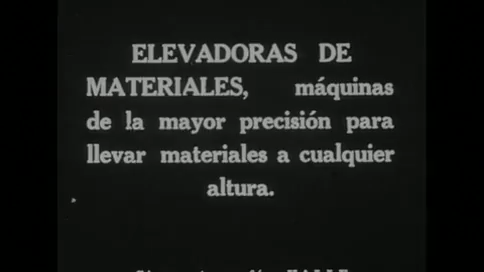 ELEVADORAS DE
MATERIALES, máquinas
de la mayor precisión para
llevar materiales a cualquier
altura.